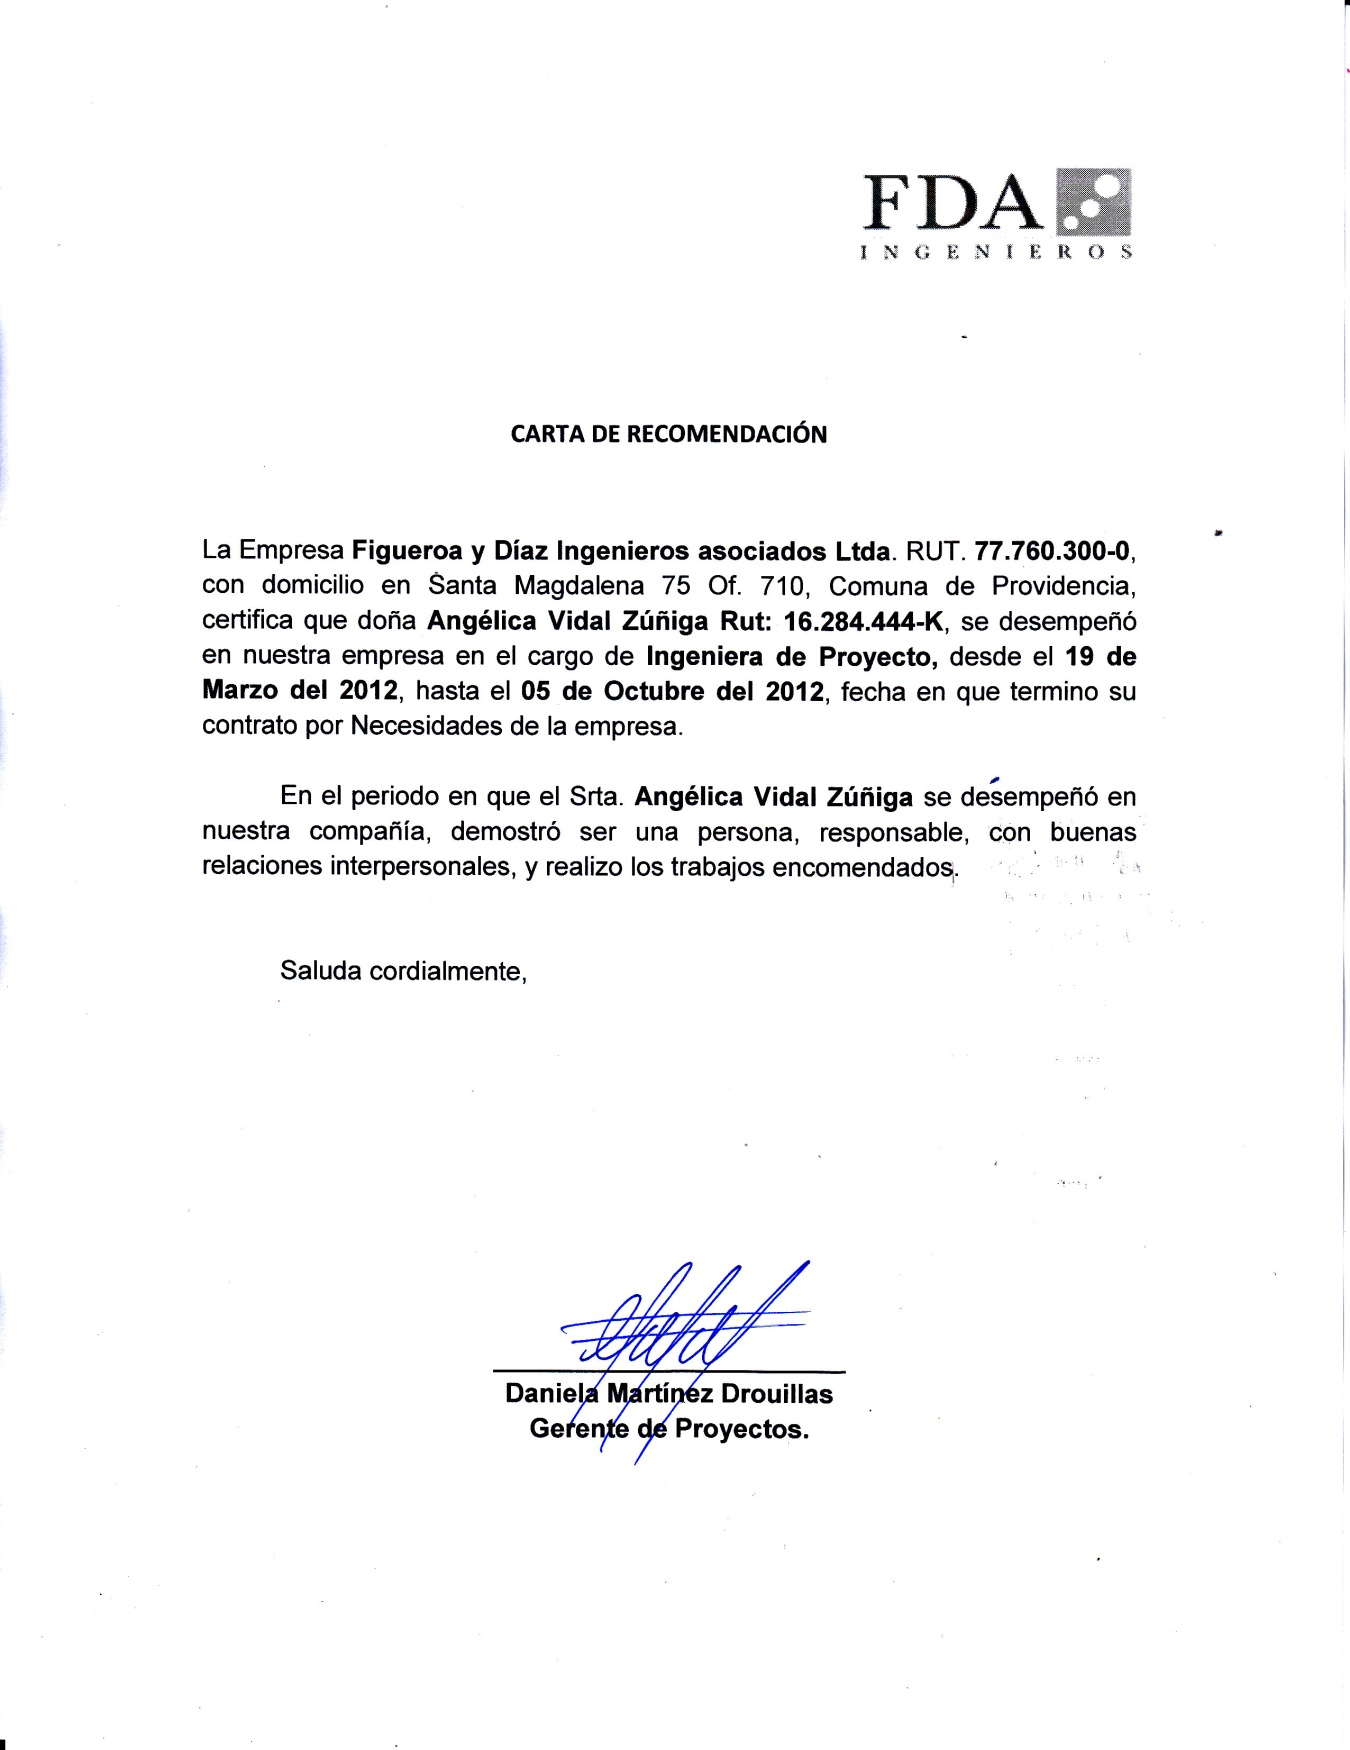 FDA
INGENIEROS
CARTA DE RECOMENDACIÓN
La Empresa Figueroa y Díaz Ingenieros asociados Ltda. RUT. 77.760.300-0,
con domicilio en Santa Magdalena 75 Of. 710, Comuna de Providencia,
certifica que doña Angélica Vidal Zúñiga Rut: 16.284.444-K, se desempeñó
en nuestra empresa en el cargo de Ingeniera de Proyecto, desde el 19 de
Marzo del 2012, hasta el 05 de Octubre del 2012, fecha en que termino su
contrato por Necesidades de la empresa.
En el periodo en que el Srta. Angélica Vidal Zúñiga se desempeñó en
nuestra compañía, demostró ser una persona, responsable, con buenas
relaciones interpersonales, y realizo los trabajos encomendados.
Saluda cordialmente,
Daniela Martínez Drouillas
Gerente de Proyectos.